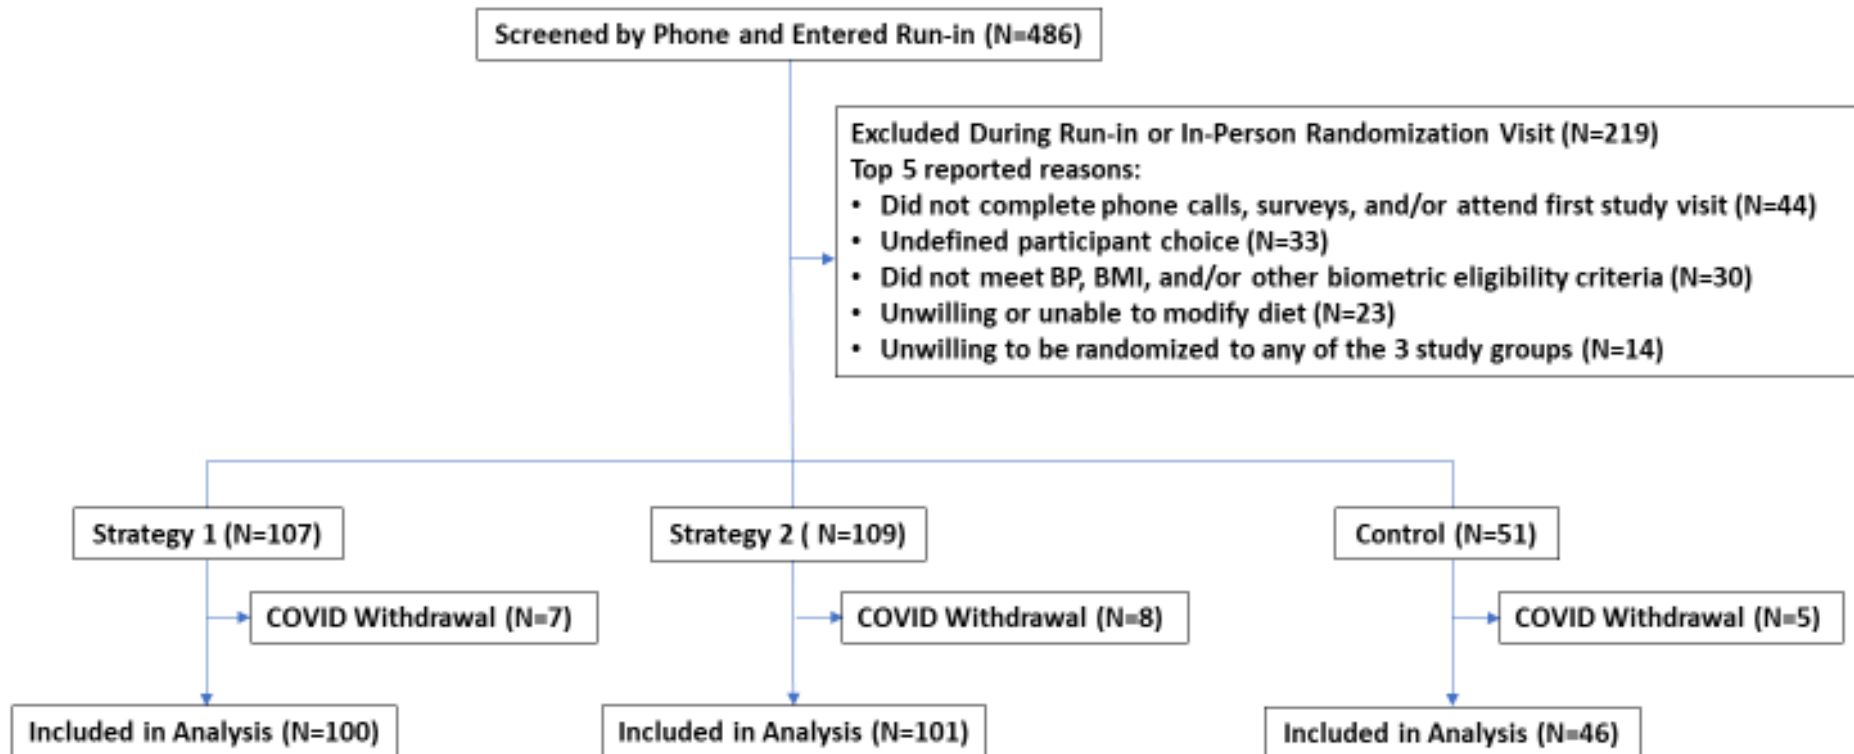 Screened by Phone and Entered Run-in (N=486)
Excluded During Run-in or In-Person Randomization Visit (N=219)
Top 5 reported reasons:
• Did not complete phone calls, surveys, and/or attend first study visit (N=44)
• Undefined participant choice (N=33)
• Did not meet BP, BMI, and/or other biometric eligibility criteria (N=30)
• Unwilling or unable to modify diet (N=23)
• Unwilling to be randomized to any of the 3 study groups (N=14)
Strategy 1 (N=107)
Strategy 2 ( N=109)
Control (N=51)
COVID Withdrawal (N=7)
COVID Withdrawal (N=8)
COVID Withdrawal (N=5)
Included in Analysis (N=100)
Included in Analysis (N=101)
Included in Analysis (N=46)